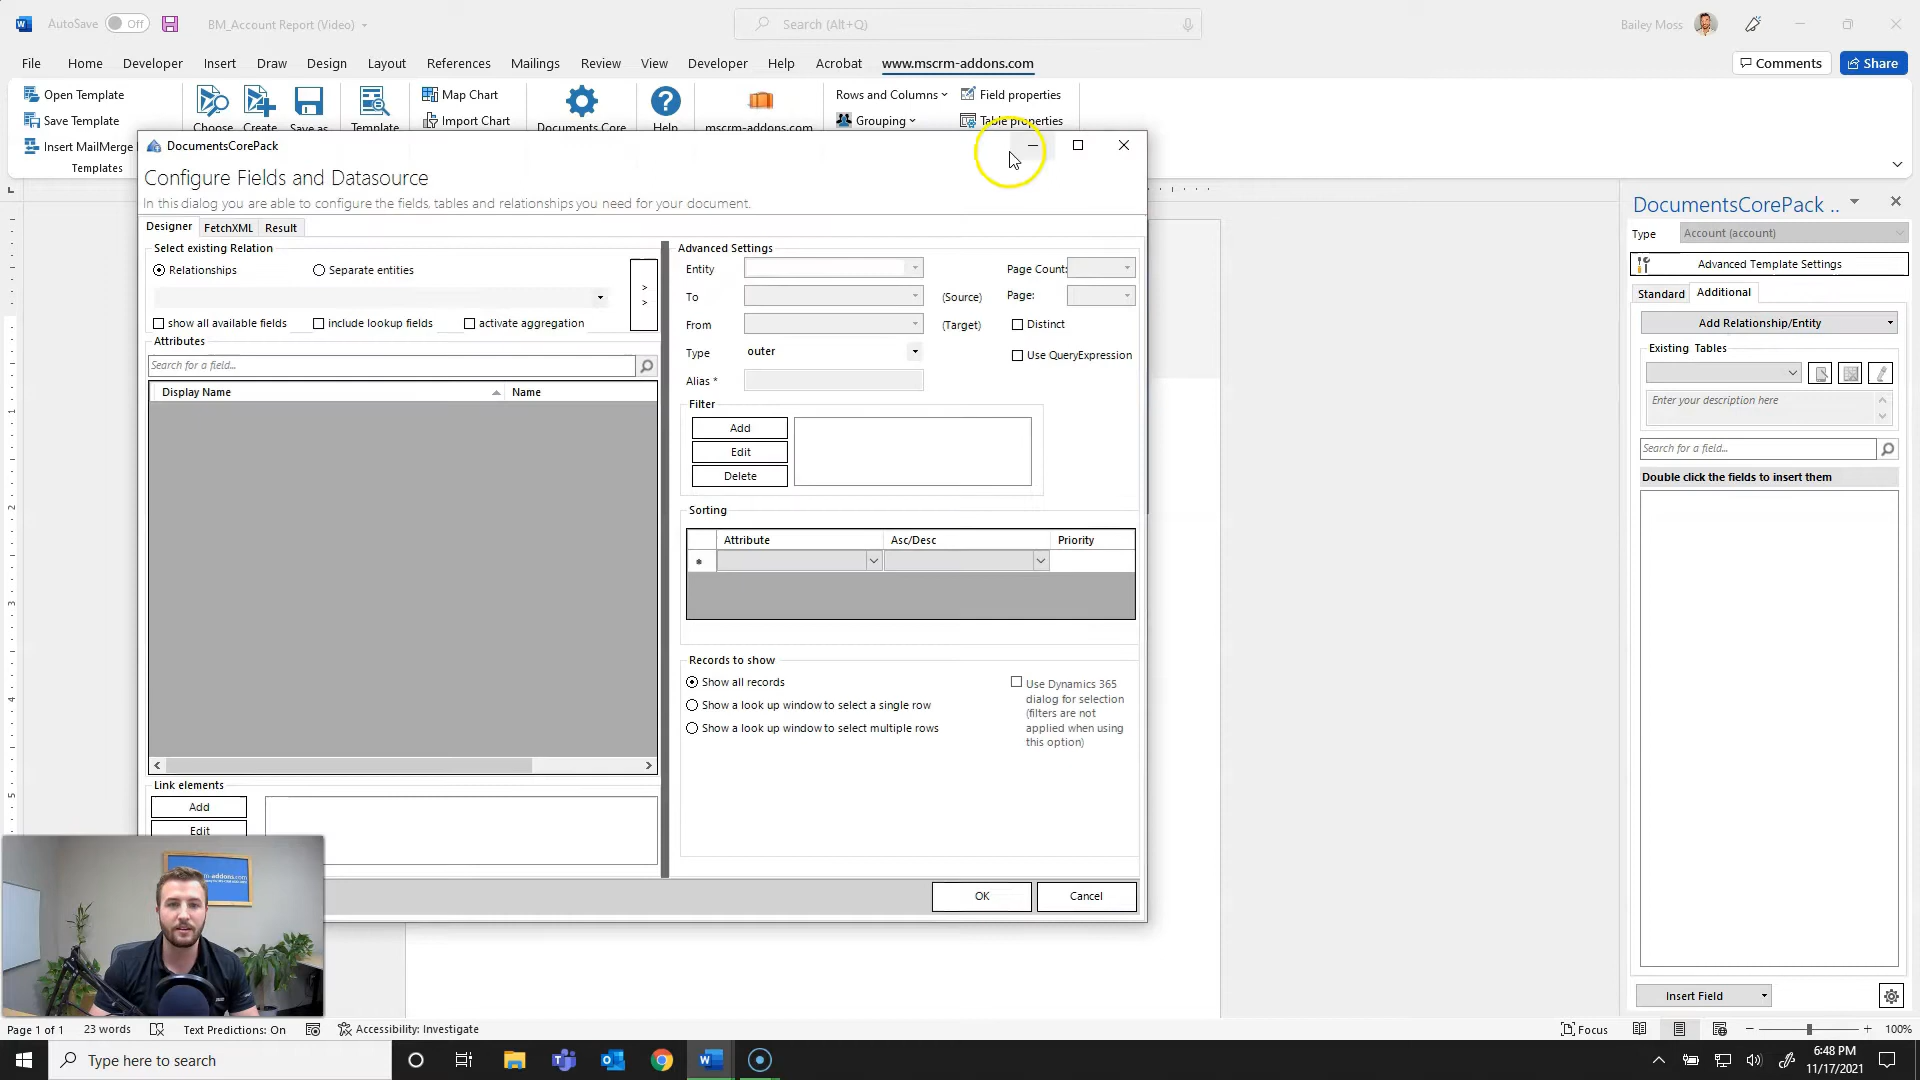 AutoSave Off BM_Account Report (Video) Search (Alt+Q) Bailey Moss
File Home Developer Insert Draw Design Layout References Mailings Review View Developer Help Acrobat www.mscrm-addons.com Comments Share
Open Template
Save Template
Insert MailMerge
Templates
Choose Create Save as Template
Map Chart
Import Chart
Documents Core Help mscrm-addons.com
Rows and Columns Field properties
Grouping Table properties
DocumentsCorePack
Configure Fields and Datasource
In this dialog you are able to configure the fields, tables and relationships you need for your document.
Designer FetchXML Result
Select existing Relation
Relationships Separate entities
> >
show all available fields include lookup fields activate aggregation
Attributes
Search for a field...
Display Name Name
Link elements
Add
Edit
Advanced Settings
Entity Page Count:
To (Source) Page:
From (Target) Distinct
Type outer Use QueryExpression
Alias *
Filter
Add
Edit
Delete
Sorting
Attribute Asc/Desc Priority
Records to show
Show all records
Show a look up window to select a single row
Show a look up window to select multiple rows
Use Dynamics 365
dialog for selection
(filters are not
applied when using
this option)
OK Cancel
DocumentsCorePack ..
Type Account (account)
Advanced Template Settings
Standard Additional
Add Relationship/Entity
Existing Tables
Enter your description here
Search for a field...
Double click the fields to insert them
Insert Field
1
2
3
4
5
Page 1 of 1 23 words Text Predictions: On Accessibility: Investigate Focus 100%
Type here to search
6:48 PM
11/17/2021